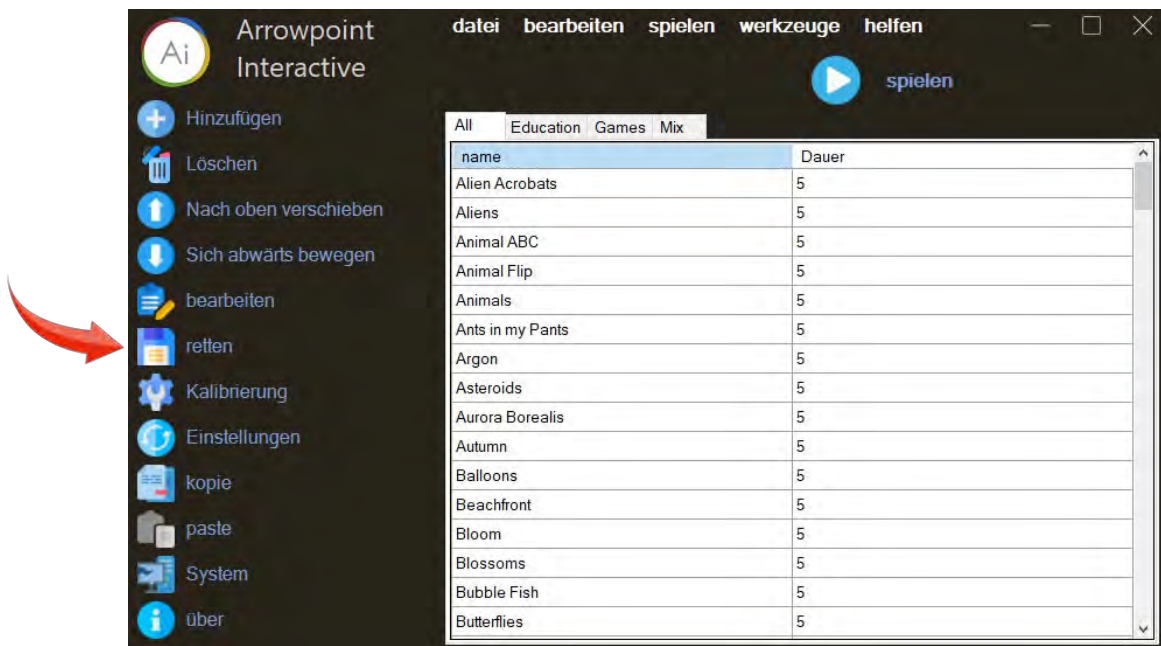 Ai
Arrowpoint
Interactive
datei bearbeiten spielen werkzeuge helfen
spielen
Hinzufügen
Löschen
Nach oben verschieben
Sich abwärts bewegen
bearbeiten
retten
Kalibrierung
Einstellungen
kopie
paste
System
über
All Education Games Mix
name Dauer
Alien Acrobats 5
Aliens 5
Animal ABC 5
Animal Flip 5
Animals 5
Ants in my Pants 5
Argon 5
Asteroids 5
Aurora Borealis 5
Autumn 5
Balloons 5
Beachfront 5
Bloom 5
Blossoms 5
Bubble Fish 5
Butterflies 5